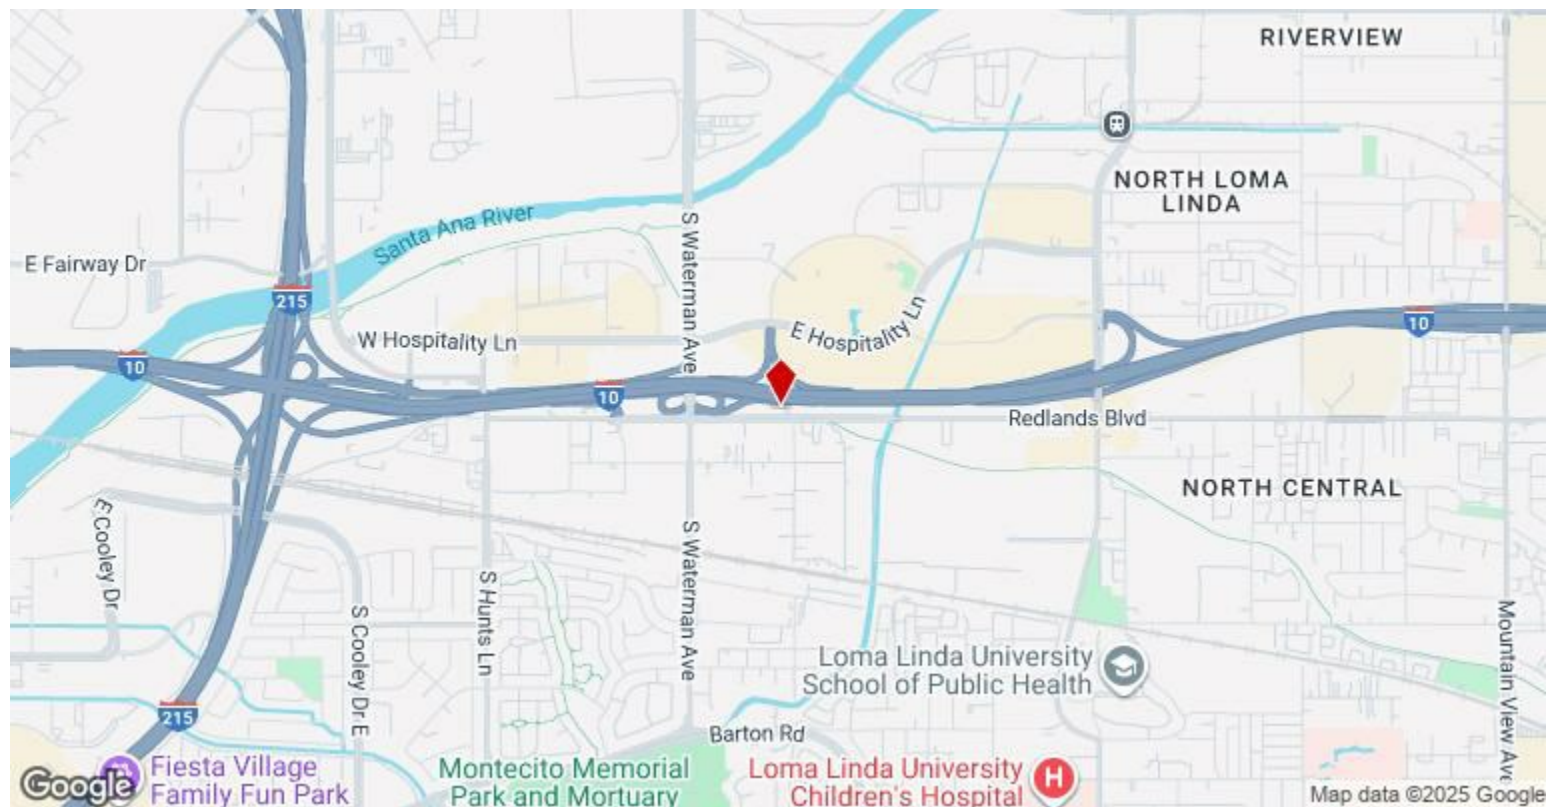 RIVERVIEW
NORTH LOMA
LINDA
Santa Ana River
S Waterman Ave
E Fairway Dr
215
W Hospitality Ln
E Hospitality Ln
10
10
10
Redlands Blvd
NORTH CENTRAL
E Cooley Dr
S Hunts Ln
S Waterman Ave
S Cooley Dr E
Mountain View Ave
Loma Linda University
School of Public Health
215
Barton Rd
Fiesta Village
Family Fun Park
Montecito Memorial
Park and Mortuary
Loma Linda University
Children's Hospital
H
Google
Map data ©2025 Google